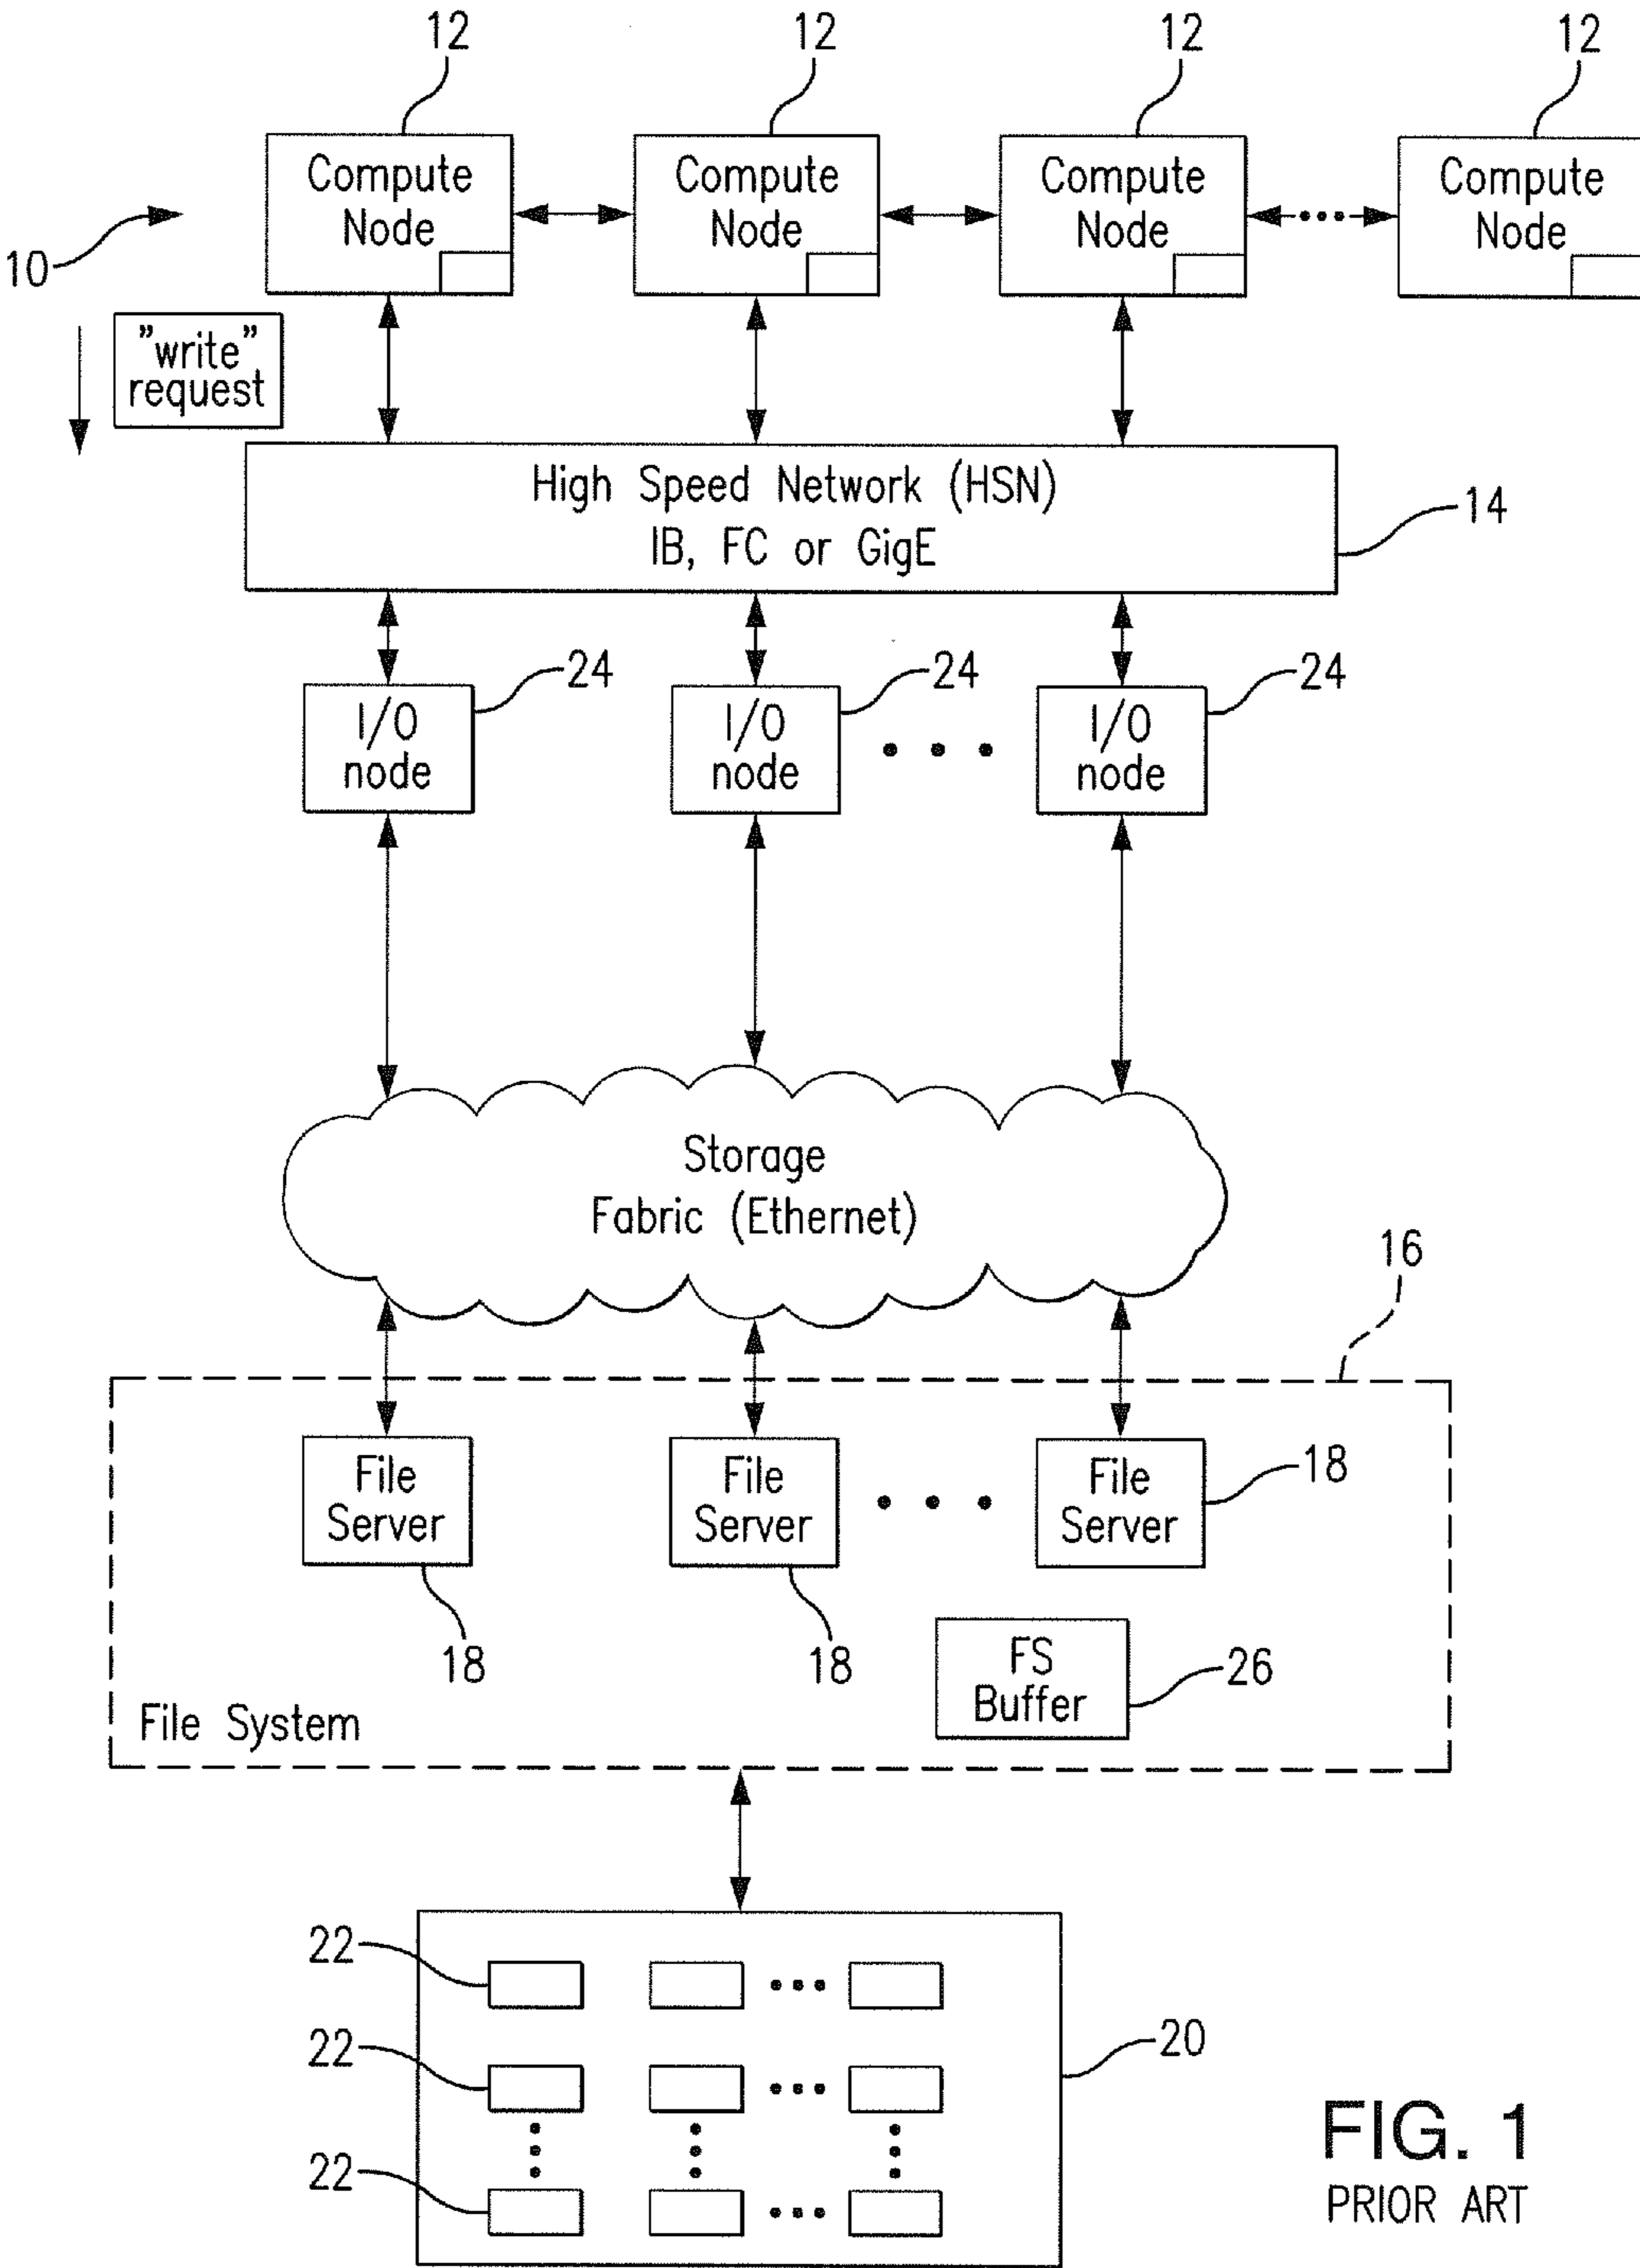 12 12 12 12
Compute Node
Compute Node
Compute Node
Compute Node
10
”write”
request
High Speed Network (HSN)
IB, FC or GigE
14
24 24 24
I/O
node
I/O
node
I/O
node
Storage
Fabric (Ethernet)
16
File
Server
File
Server
File
Server
18
18 18
FS
Buffer
26
File System
22
22
20
22
FIG. 1
PRIOR ART